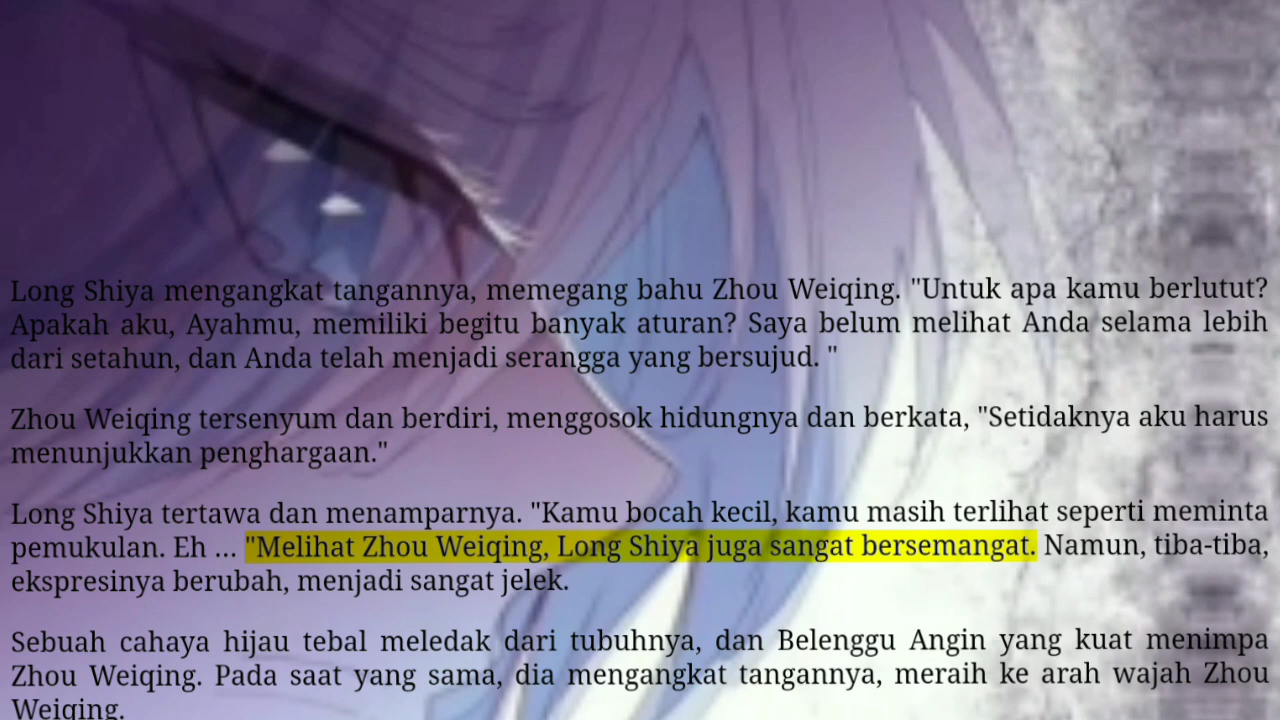 Long Shiya mengangkat tangannya, memegang bahu Zhou Weiqing. "Untuk apa kamu berlutut?
Apakah aku, Ayahmu, memiliki begitu banyak aturan? Saya belum melihat Anda selama lebih
dari setahun, dan Anda telah menjadi serangga yang bersujud. "
Zhou Weiqing tersenyum dan berdiri, menggosok hidungnya dan berkata, "Setidaknya aku harus
menunjukkan penghargaan."
Long Shiya tertawa dan menamparnya. "Kamu bocah kecil, kamu masih terlihat seperti meminta
pemukulan. Eh ... "Melihat Zhou Weiqing, Long Shiya juga sangat bersemangat. Namun, tiba-tiba,
ekspresinya berubah, menjadi sangat jelek.
Sebuah cahaya hijau tebal meledak dari tubuhnya, dan Belenggu Angin yang kuat menimpa
Zhou Weiqing. Pada saat yang sama, dia mengangkat tangannya, meraih ke arah wajah Zhou
Weiqing.